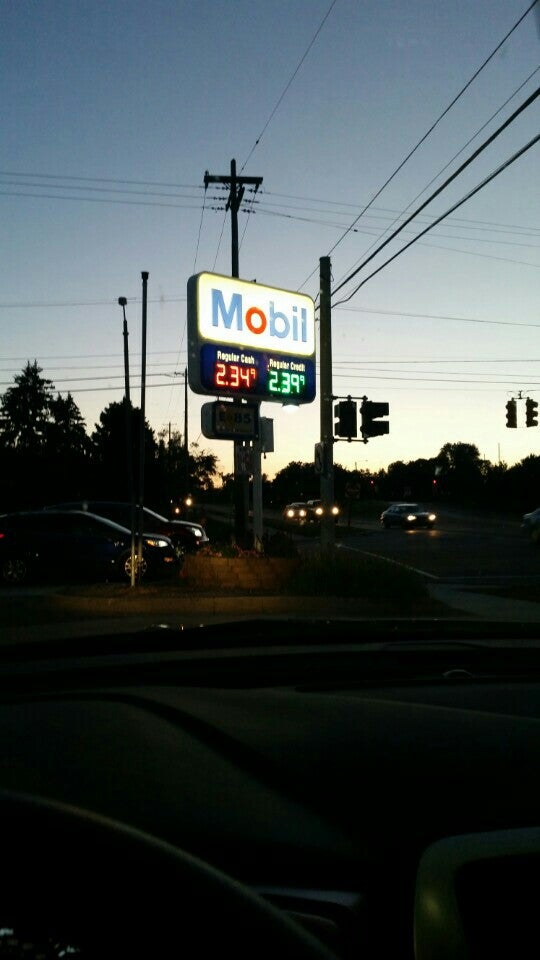 Mobil
Regular Cash Regular Credit
2.34⁹ 2.39⁹